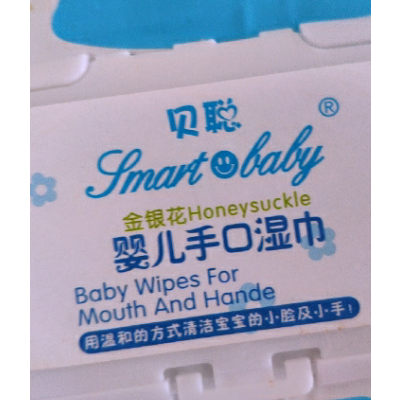 贝聪
®
Smart baby
金银花Honeysuckle
婴儿手口湿巾
Baby Wipes For
Mouth And Hande
用温和的方式清洁宝宝的小脸及小手!